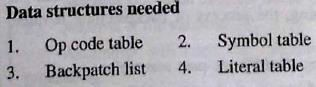 Data structures needed
1. Op code table 2. Symbol table
3. Backpatch list 4. Literal table